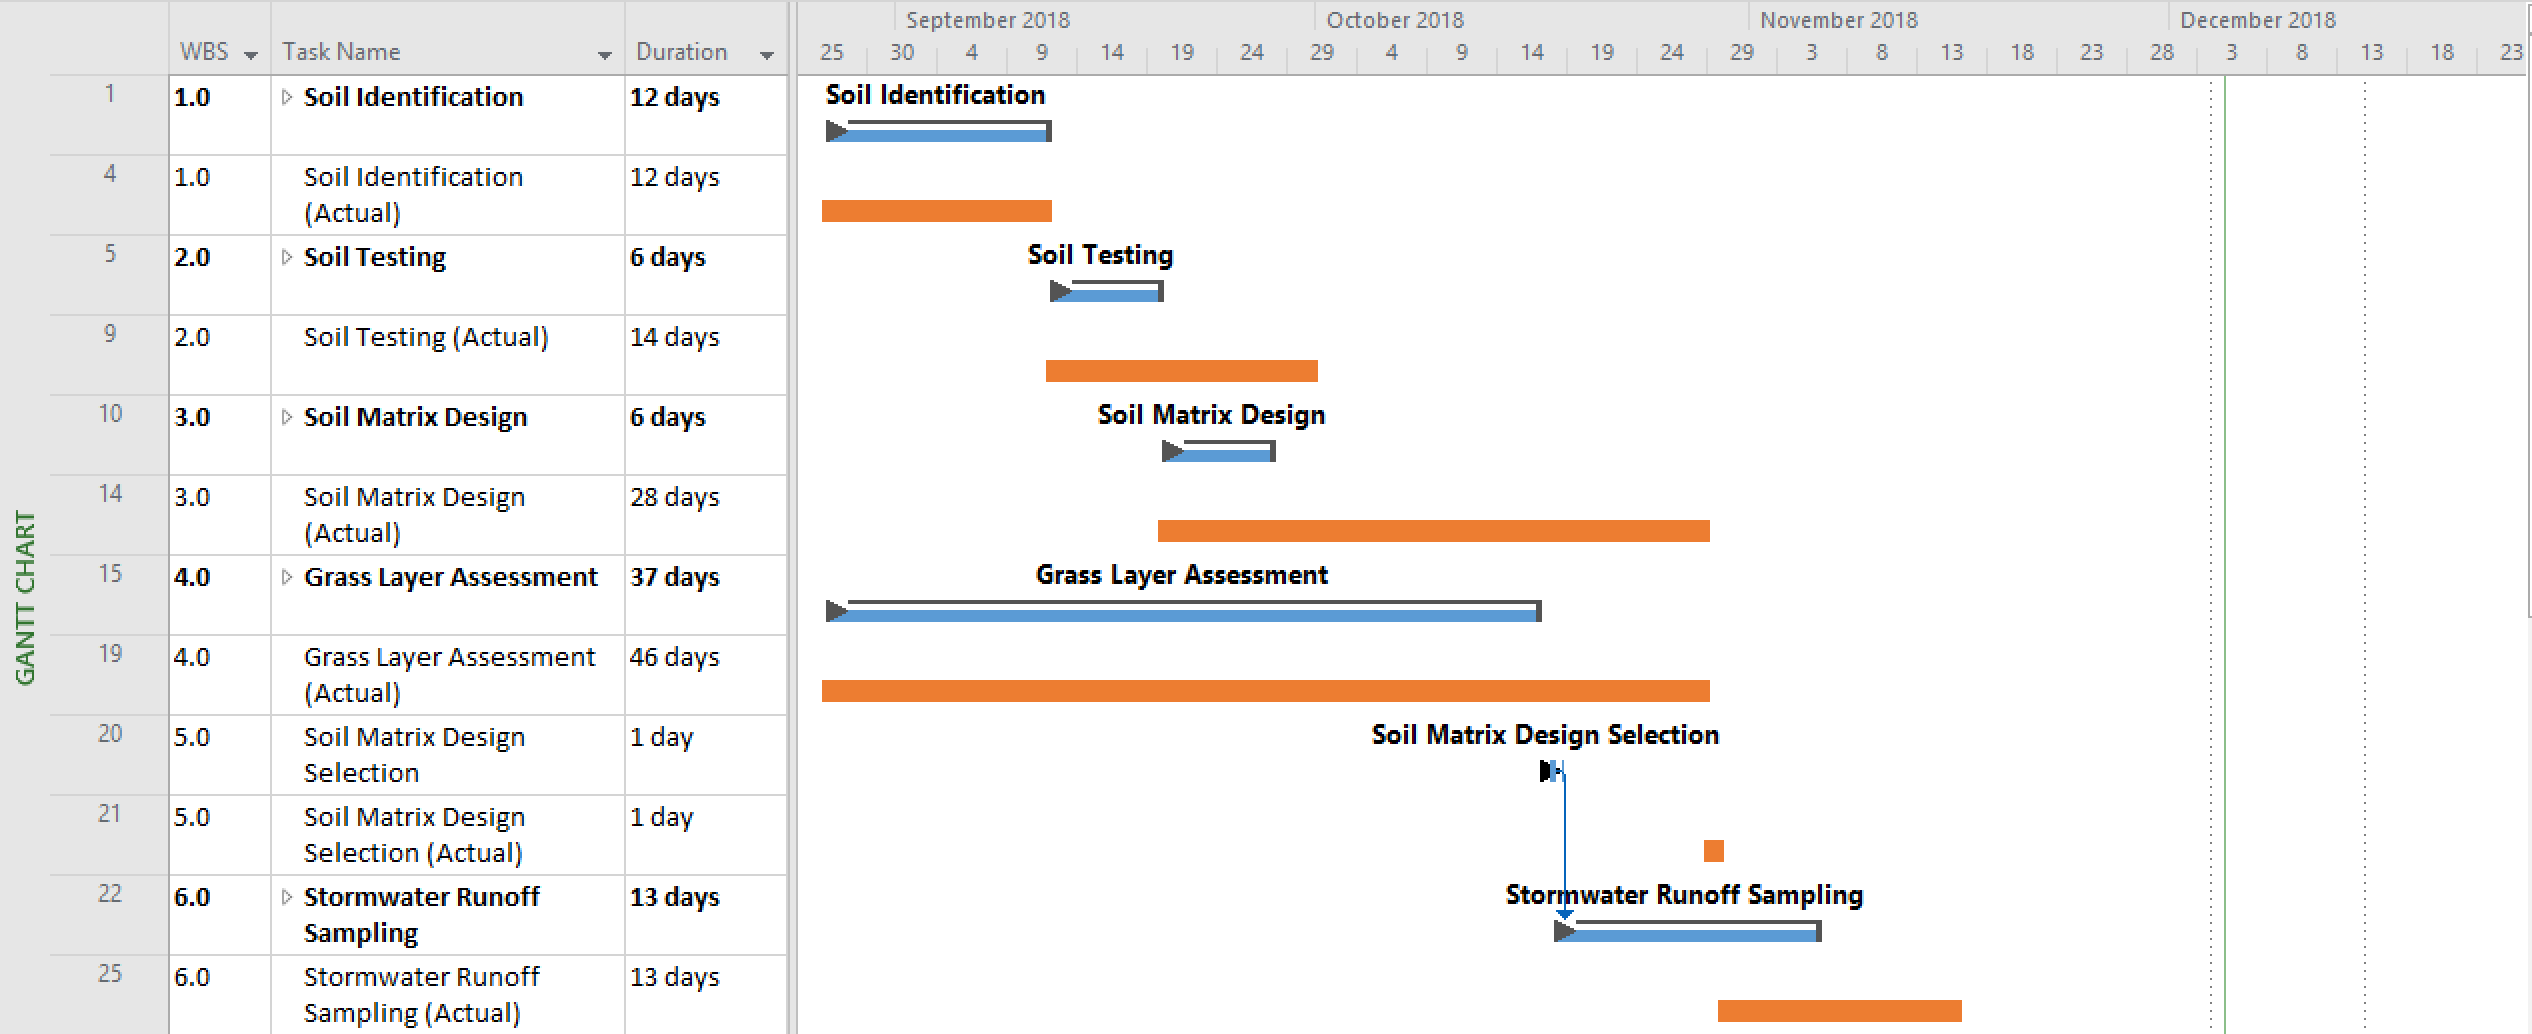 September 2018 October 2018 November 2018 December 2018
WBS Task Name Duration 25 30 4 9 14 19 24 29 4 9 14 19 24 29 3 8 13 18 23 28 3 8 13 18 23
1 1.0 Soil Identification 12 days Soil Identification
4 1.0 Soil Identification 12 days
(Actual)
5 2.0 Soil Testing 6 days Soil Testing
9 2.0 Soil Testing (Actual) 14 days
10 3.0 Soil Matrix Design 6 days Soil Matrix Design
14 3.0 Soil Matrix Design 28 days
(Actual)
15 4.0 Grass Layer Assessment 37 days Grass Layer Assessment
19 4.0 Grass Layer Assessment 46 days
(Actual)
20 5.0 Soil Matrix Design 1 day Soil Matrix Design Selection
Selection
21 5.0 Soil Matrix Design 1 day
Selection (Actual)
22 6.0 Stormwater Runoff 13 days Stormwater Runoff Sampling
Sampling
25 6.0 Stormwater Runoff 13 days
Sampling (Actual)
GANTT CHART